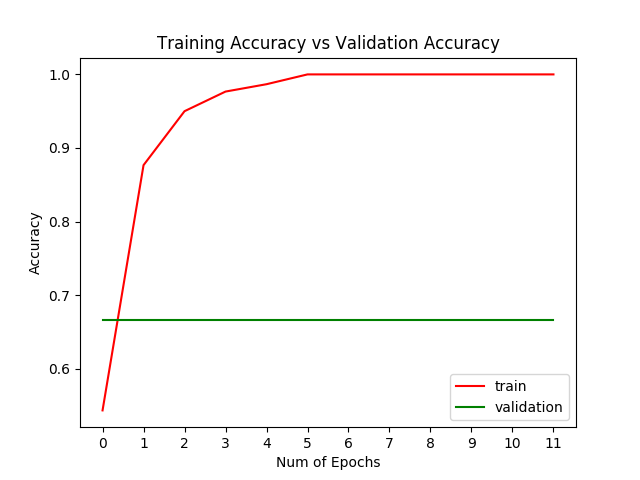 Training Accuracy vs Validation Accuracy
1.0
0.9
0.8
0.7
0.6
Accuracy
train
validation
0 1 2 3 4 5 6 7 8 9 10 11
Num of Epochs